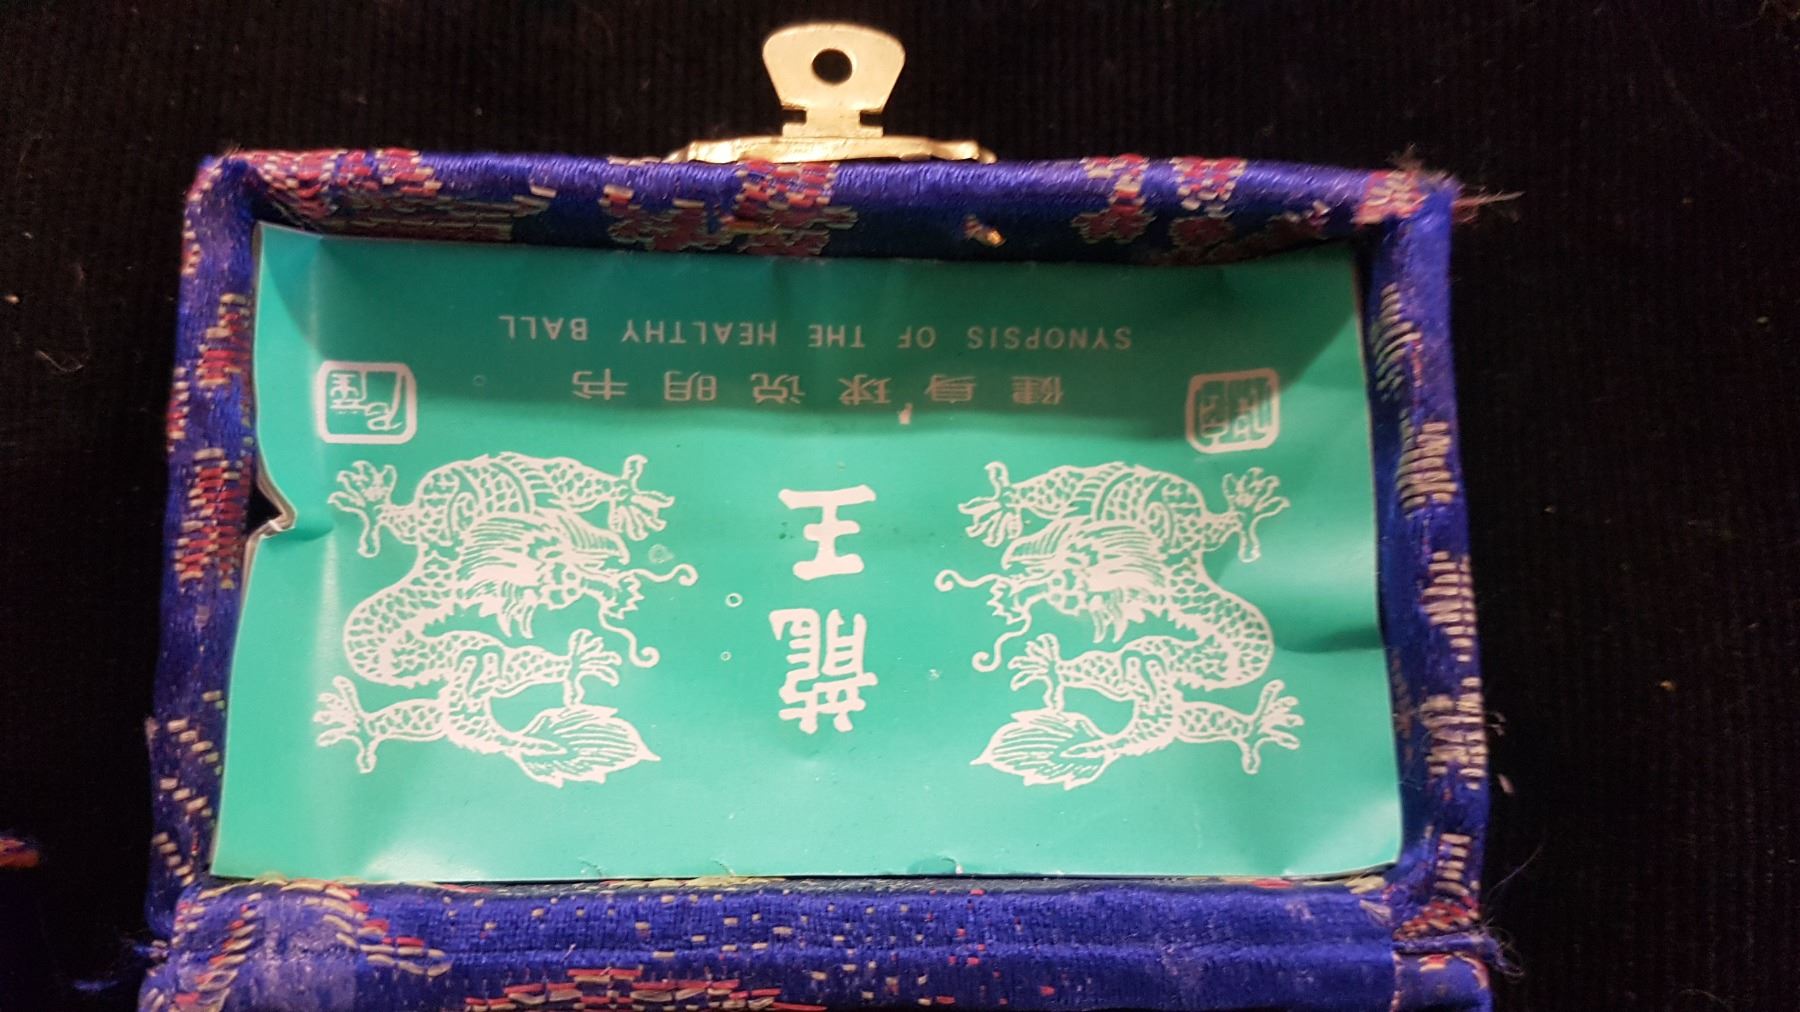 龍
王
健身球说明书
SYNOPSIS OF THE HEALTHY BALL